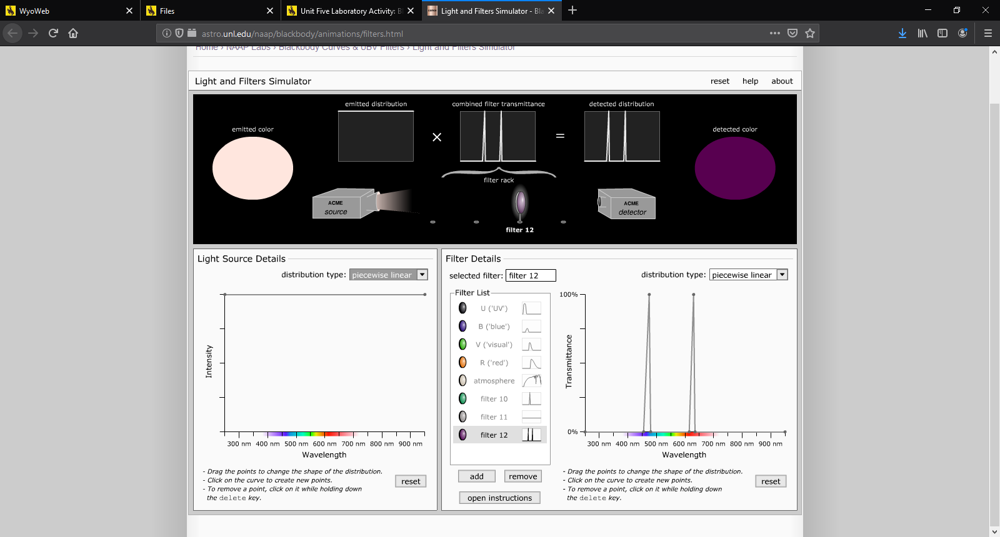 WyoWeb
Files
Unit Five Laboratory Activity: Bl
Light and Filters Simulator - Bla
astro.unl.edu/naap/blackbody/animations/filters.html
Home › NAAP Labs › Blackbody Curves & UBV Filters › Light and Filters Simulator
Light and Filters Simulator
reset help about
emitted distribution
combined filter transmittance
detected distribution
emitted color
×
=
detected color
filter rack
ACME
source
ACME
detector
filter 12
Light Source Details
distribution type: piecewise linear
Intensity
300 nm 400 nm 500 nm 600 nm 700 nm 800 nm 900 nm
Wavelength
- Drag the points to change the shape of the distribution.
- Click on the curve to create new points.
- To remove a point, click on it while holding down
the delete key.
reset
Filter Details
selected filter: filter 12
distribution type: piecewise linear
Filter List
U ('UV')
B ('blue')
V ('visual')
R ('red')
atmosphere
filter 10
filter 11
filter 12
add remove
open instructions
100%
Transmittance
0%
300 nm 400 nm 500 nm 600 nm 700 nm 800 nm 900 nm
Wavelength
- Drag the points to change the shape of the distribution.
- Click on the curve to create new points.
- To remove a point, click on it while holding down
the delete key.
reset